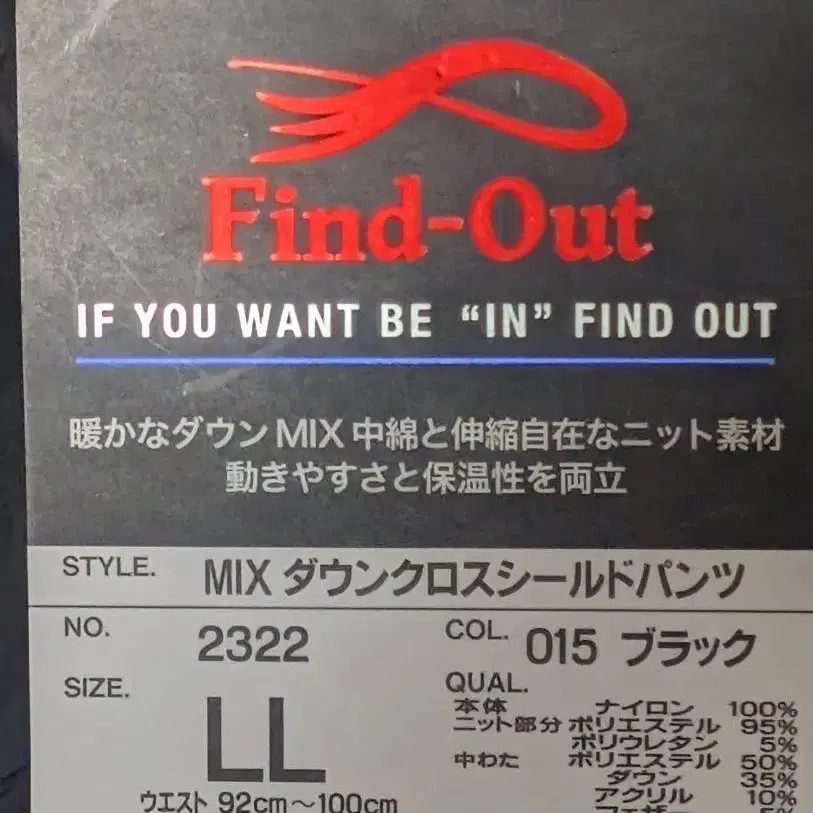 Find-Out
IF YOU WANT BE “IN” FIND OUT
暖かなダウンMIX中綿と伸縮自在なニット素材
動きやすさと保温性を両立
STYLE. MIXダウンクロスシールドパンツ
NO. 2322 COL. 015 ブラック
SIZE. LL
ウエスト 92cm～100cm
QUAL.
本体 ナイロン 100%
ニット部分 ポリエステル 95%
ポリウレタン 5%
中わた ポリエステル 50%
ダウン 35%
アクリル 10%
フェザー 5%